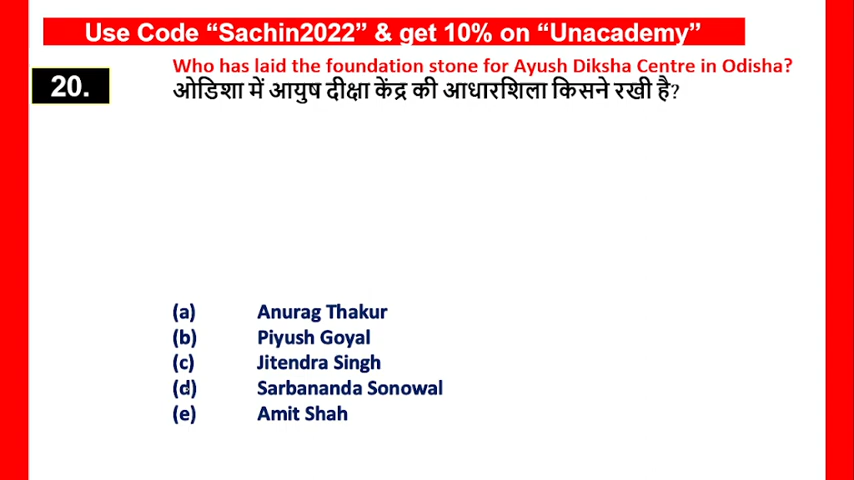 Use Code “Sachin2022” & get 10% on “Unacademy”
Who has laid the foundation stone for Ayush Diksha Centre in Odisha?
20.
ओडिशा में आयुष दीक्षा केंद्र की आधारशिला किसने रखी है?
(a) Anurag Thakur
(b) Piyush Goyal
(c) Jitendra Singh
(d) Sarbananda Sonowal
(e) Amit Shah